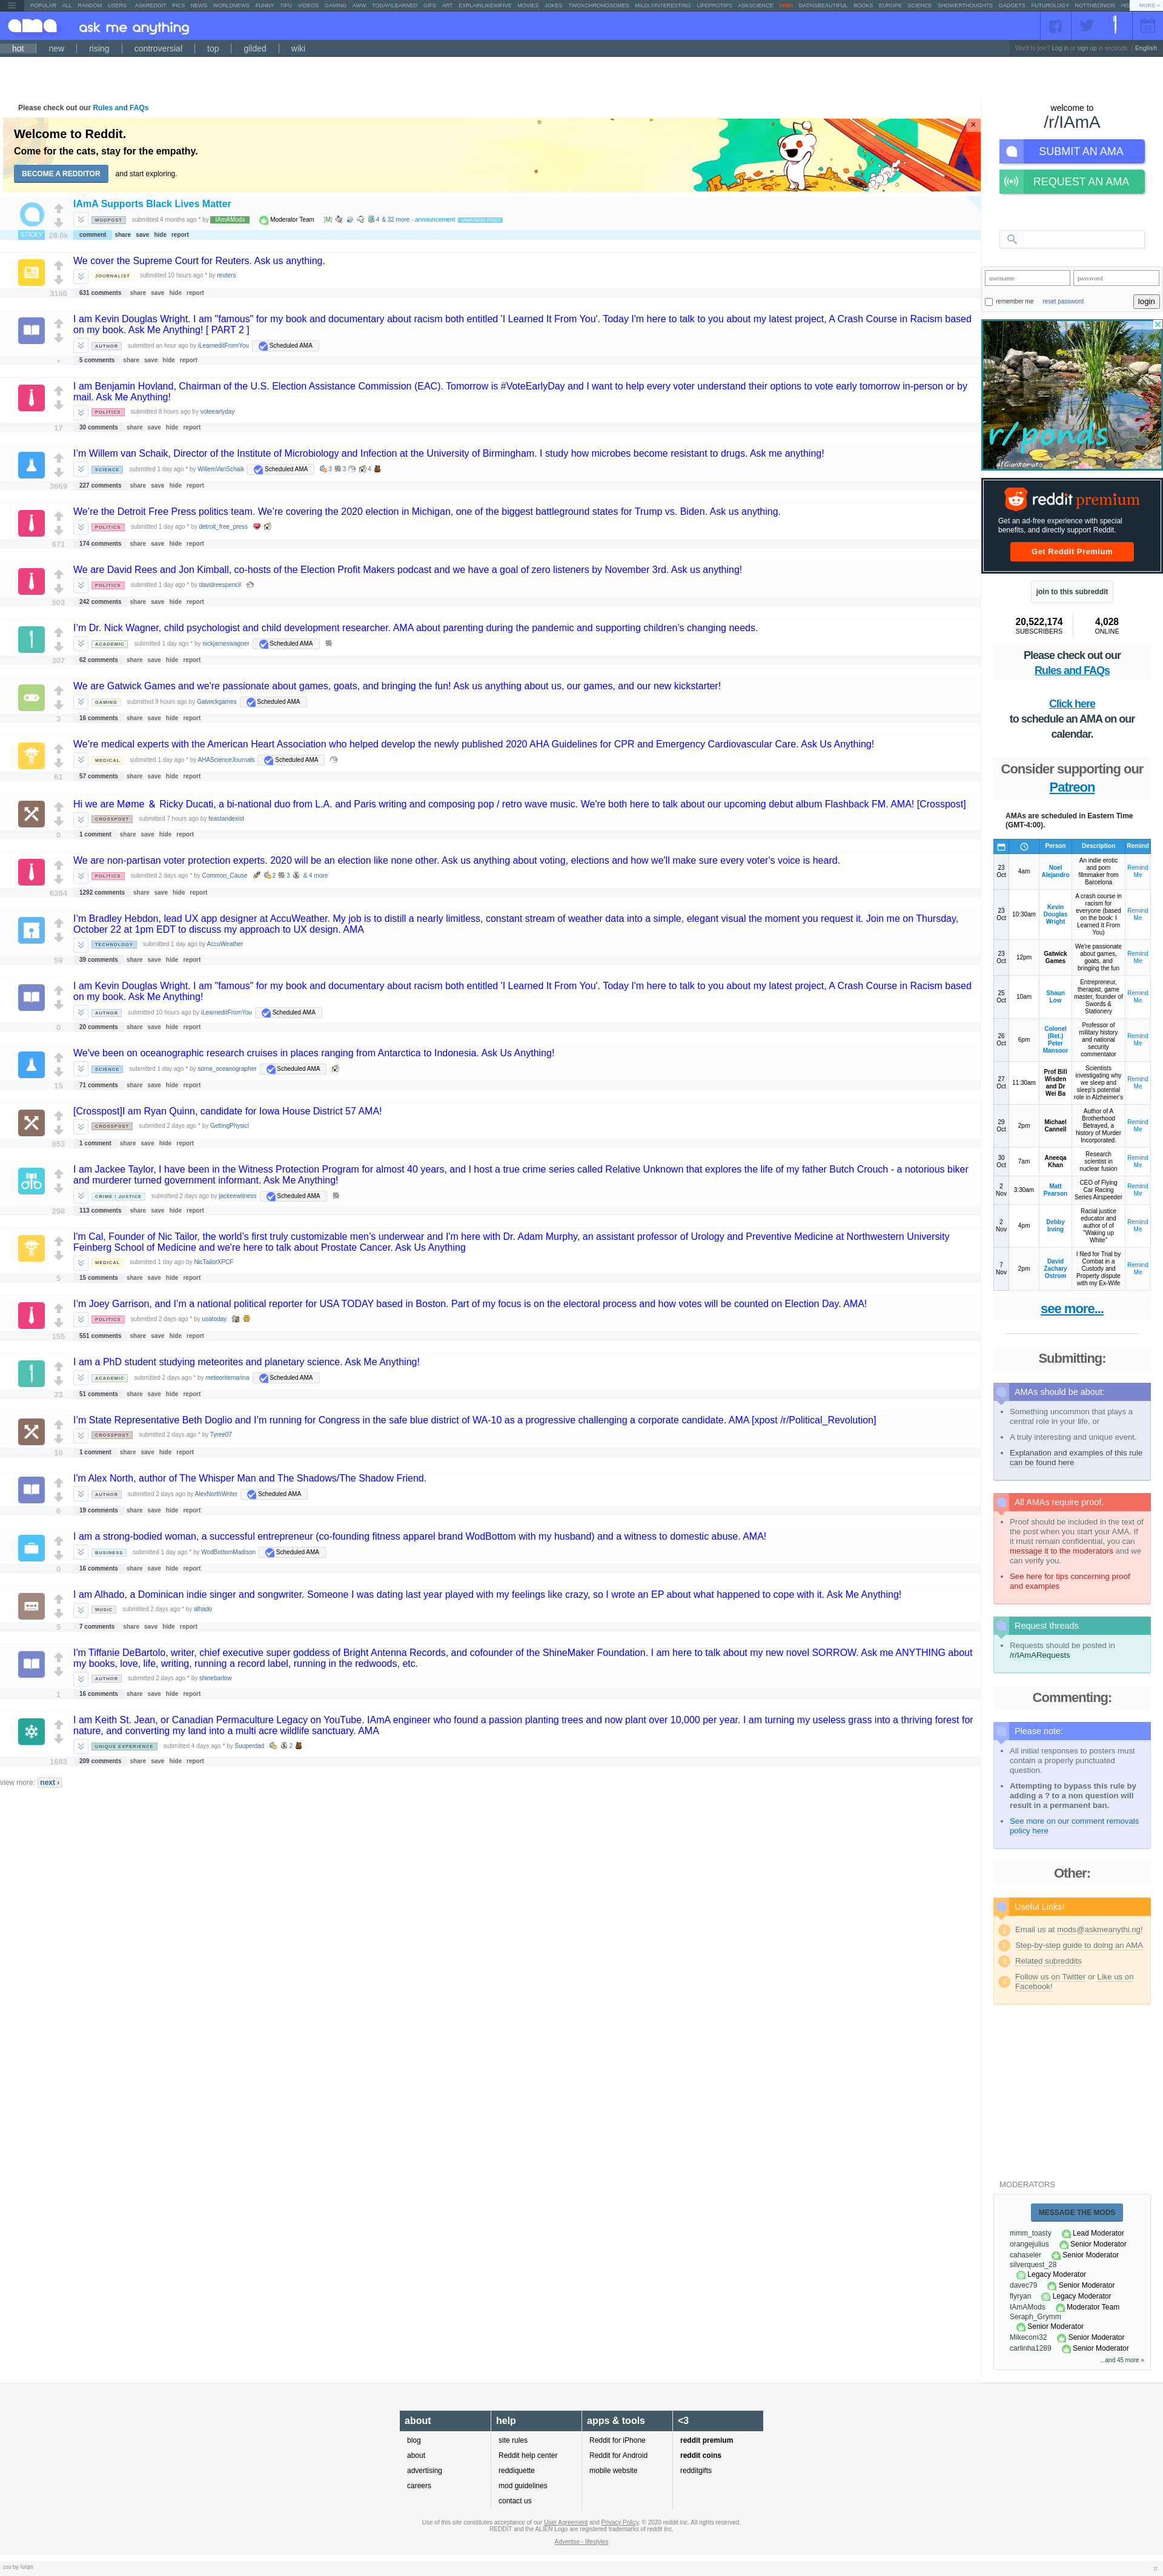 POPULAR ALL RANDOM USERS ASKREDDIT PICS NEWS WORLDNEWS FUNNY TIFU VIDEOS GAMING AWW TODAYILEARNED GIFS ART EXPLAINLIKEIMFIVE MOVIES JOKES TWOXCHROMOSOMES MILDLYINTERESTING LIFEPROTIPS ASKSCIENCE IAMA DATAISBEAUTIFUL BOOKS EUROPE SCIENCE SHOWERTHOUGHTS GADGETS FUTUROLOGY NOTTHEONION MORE »
ama ask me anything
hot new rising controversial top gilded wiki
Want to join? Log in or sign up in seconds. | English
Please check out our Rules and FAQs
Welcome to Reddit.
Come for the cats, stay for the empathy.
BECOME A REDDITOR and start exploring.
IAmA Supports Black Lives Matter
MODPOST submitted 4 months ago * by IAmAMods Moderator Team [M] 4 & 32 more - announcement
STICKY 28.0k comment share save hide report
We cover the Supreme Court for Reuters. Ask us anything.
JOURNALIST submitted 10 hours ago * by reuters
3186 631 comments share save hide report
I am Kevin Douglas Wright. I am "famous" for my book and documentary about racism both entitled 'I Learned It From You'. Today I'm here to talk to you about my latest project, A Crash Course in Racism based
on my book. Ask Me Anything! [ PART 2 ]
AUTHOR submitted an hour ago by iLearneditFromYou Scheduled AMA
• 5 comments share save hide report
I am Benjamin Hovland, Chairman of the U.S. Election Assistance Commission (EAC). Tomorrow is #VoteEarlyDay and I want to help every voter understand their options to vote early tomorrow in-person or by
mail. Ask Me Anything!
POLITICS submitted 8 hours ago by voteearlyday
17 30 comments share save hide report
I’m Willem van Schaik, Director of the Institute of Microbiology and Infection at the University of Birmingham. I study how microbes become resistant to drugs. Ask me anything!
SCIENCE submitted 1 day ago * by WillemVanSchaik Scheduled AMA 3 3 4
3669 227 comments share save hide report
We’re the Detroit Free Press politics team. We’re covering the 2020 election in Michigan, one of the biggest battleground states for Trump vs. Biden. Ask us anything.
POLITICS submitted 1 day ago * by detroit_free_press
671 174 comments share save hide report
We are David Rees and Jon Kimball, co-hosts of the Election Profit Makers podcast and we have a goal of zero listeners by November 3rd. Ask us anything!
POLITICS submitted 1 day ago * by davidreespencil
503 242 comments share save hide report
I’m Dr. Nick Wagner, child psychologist and child development researcher. AMA about parenting during the pandemic and supporting children’s changing needs.
ACADEMIC submitted 1 day ago * by nickjameswagner Scheduled AMA
307 62 comments share save hide report
We are Gatwick Games and we're passionate about games, goats, and bringing the fun! Ask us anything about us, our games, and our new kickstarter!
GAMING submitted 9 hours ago by Gatwickgames Scheduled AMA
3 16 comments share save hide report
We’re medical experts with the American Heart Association who helped develop the newly published 2020 AHA Guidelines for CPR and Emergency Cardiovascular Care. Ask Us Anything!
MEDICAL submitted 1 day ago * by AHAScienceJournals Scheduled AMA
61 57 comments share save hide report
Hi we are Møme & Ricky Ducati, a bi-national duo from L.A. and Paris writing and composing pop / retro wave music. We're both here to talk about our upcoming debut album Flashback FM. AMA! [Crosspost]
CROSSPOST submitted 7 hours ago by feastandexist
0 1 comment share save hide report
We are non-partisan voter protection experts. 2020 will be an election like none other. Ask us anything about voting, elections and how we'll make sure every voter's voice is heard.
POLITICS submitted 2 days ago * by Common_Cause 2 3 & 4 more
6384 1292 comments share save hide report
I’m Bradley Hebdon, lead UX app designer at AccuWeather. My job is to distill a nearly limitless, constant stream of weather data into a simple, elegant visual the moment you request it. Join me on Thursday,
October 22 at 1pm EDT to discuss my approach to UX design. AMA
TECHNOLOGY submitted 1 day ago by AccuWeather
59 39 comments share save hide report
I am Kevin Douglas Wright. I am "famous" for my book and documentary about racism both entitled 'I Learned It From You'. Today I'm here to talk to you about my latest project, A Crash Course in Racism based
on my book. Ask Me Anything!
AUTHOR submitted 10 hours ago by iLearneditFromYou Scheduled AMA
0 20 comments share save hide report
We've been on oceanographic research cruises in places ranging from Antarctica to Indonesia. Ask Us Anything!
SCIENCE submitted 1 day ago * by some_oceanographer Scheduled AMA
15 71 comments share save hide report
[Crosspost]I am Ryan Quinn, candidate for Iowa House District 57 AMA!
CROSSPOST submitted 2 days ago * by GettingPhysicl
853 1 comment share save hide report
I am Jackee Taylor, I have been in the Witness Protection Program for almost 40 years, and I host a true crime series called Relative Unknown that explores the life of my father Butch Crouch - a notorious biker
and murderer turned government informant. Ask Me Anything!
CRIME / JUSTICE submitted 2 days ago by jackeewitness Scheduled AMA
298 113 comments share save hide report
I'm Cal, Founder of Nic Tailor, the world’s first truly customizable men’s underwear and I'm here with Dr. Adam Murphy, an assistant professor of Urology and Preventive Medicine at Northwestern University
Feinberg School of Medicine and we're here to talk about Prostate Cancer. Ask Us Anything
MEDICAL submitted 1 day ago by NicTailorXPCF
5 15 comments share save hide report
I’m Joey Garrison, and I’m a national political reporter for USA TODAY based in Boston. Part of my focus is on the electoral process and how votes will be counted on Election Day. AMA!
POLITICS submitted 2 days ago * by usatoday
155 551 comments share save hide report
I am a PhD student studying meteorites and planetary science. Ask Me Anything!
ACADEMIC submitted 2 days ago * by meteoritemarina Scheduled AMA
23 51 comments share save hide report
I’m State Representative Beth Doglio and I’m running for Congress in the safe blue district of WA-10 as a progressive challenging a corporate candidate. AMA [xpost /r/Political_Revolution]
CROSSPOST submitted 2 days ago * by Tyree07
10 1 comment share save hide report
I'm Alex North, author of The Whisper Man and The Shadows/The Shadow Friend.
AUTHOR submitted 2 days ago by AlexNorthWriter Scheduled AMA
6 19 comments share save hide report
I am a strong-bodied woman, a successful entrepreneur (co-founding fitness apparel brand WodBottom with my husband) and a witness to domestic abuse. AMA!
BUSINESS submitted 1 day ago * by WodBottomMadison Scheduled AMA
0 16 comments share save hide report
I am Alhado, a Dominican indie singer and songwriter. Someone I was dating last year played with my feelings like crazy, so I wrote an EP about what happened to cope with it. Ask Me Anything!
MUSIC submitted 2 days ago * by alhado
5 7 comments share save hide report
I'm Tiffanie DeBartolo, writer, chief executive super goddess of Bright Antenna Records, and cofounder of the ShineMaker Foundation. I am here to talk about my new novel SORROW. Ask me ANYTHING about
my books, love, life, writing, running a record label, running in the redwoods, etc.
AUTHOR submitted 2 days ago * by shinebarlow
1 16 comments share save hide report
I am Keith St. Jean, or Canadian Permaculture Legacy on YouTube. IAmA engineer who found a passion planting trees and now plant over 10,000 per year. I am turning my useless grass into a thriving forest for
nature, and converting my land into a multi acre wildlife sanctuary. AMA
UNIQUE EXPERIENCE submitted 4 days ago * by Suuperdad 2
1683 209 comments share save hide report
view more: next ›
welcome to
/r/IAmA
SUBMIT AN AMA
REQUEST AN AMA
username password
remember me reset password login
r/ponds
reddit premium
Get an ad-free experience with special
benefits, and directly support Reddit.
Get Reddit Premium
join to this subreddit
20,522,174 4,028
SUBSCRIBERS ONLINE
Please check out our
Rules and FAQs
Click here
to schedule an AMA on our
calendar.
Consider supporting our
Patreon
AMAs are scheduled in Eastern Time
(GMT-4:00).
Person Description Remind
23 Oct 4am Noel Alejandro An indie erotic and porn filmmaker from Barcelona Remind Me
23 Oct 10:30am Kevin Douglas Wright A crash course in racism for everyone (based on the book: I Learned It From You) Remind Me
23 Oct 12pm Gatwick Games We're passionate about games, goats, and bringing the fun Remind Me
25 Oct 10am Shaun Low Entrepreneur, therapist, game master, founder of Swords & Stationery Remind Me
26 Oct 6pm Colonel (Ret.) Peter Mansoor Professor of military history and national security commentator Remind Me
27 Oct 11:30am Prof Bill Wisden and Dr Wei Ba Scientists investigating why we sleep and sleep's potential role in Alzheimer's Remind Me
29 Oct 2pm Michael Cannell Author of A Brotherhood Betrayed, a history of Murder Incorporated. Remind Me
30 Oct 7am Aneeqa Khan Research scientist in nuclear fusion Remind Me
2 Nov 3:30am Matt Pearson CEO of Flying Car Racing Series Airspeeder Remind Me
2 Nov 4pm Debby Irving Racial justice educator and author of of "Waking up White" Remind Me
7 Nov 2pm David Zachary Ostrom I filed for Trial by Combat in a Custody and Property dispute with my Ex-Wife Remind Me
see more...
Submitting:
AMAs should be about:
Something uncommon that plays a
central role in your life, or
A truly interesting and unique event.
Explanation and examples of this rule
can be found here
All AMAs require proof.
Proof should be included in the text of
the post when you start your AMA. If
it must remain confidential, you can
message it to the moderators and we
can verify you.
See here for tips concerning proof
and examples
Request threads
Requests should be posted in
/r/IAmARequests
Commenting:
Please note:
All initial responses to posters must
contain a properly punctuated
question.
Attempting to bypass this rule by
adding a ? to a non question will
result in a permanent ban.
See more on our comment removals
policy here
Other:
Useful Links!
1 Email us at mods@askmeanythi.ng!
2 Step-by-step guide to doing an AMA
3 Related subreddits
4 Follow us on Twitter or Like us on
Facebook!
MODERATORS
MESSAGE THE MODS
mmm_toasty Lead Moderator
orangejulius Senior Moderator
cahaseler Senior Moderator
silverquest_28
Legacy Moderator
davec79 Senior Moderator
flyryan Legacy Moderator
IAmAMods Moderator Team
Seraph_Grymm
Senior Moderator
Mikecom32 Senior Moderator
carlinha1289 Senior Moderator
...and 45 more »
about help apps & tools <3
blog site rules Reddit for iPhone reddit premium
about Reddit help center Reddit for Android reddit coins
advertising reddiquette mobile website redditgifts
careers mod guidelines
contact us
Use of this site constitutes acceptance of our User Agreement and Privacy Policy. © 2020 reddit inc. All rights reserved.
REDDIT and the ALIEN Logo are registered trademarks of reddit inc.
Advertise - lifestyles
css by /u/qtx
π